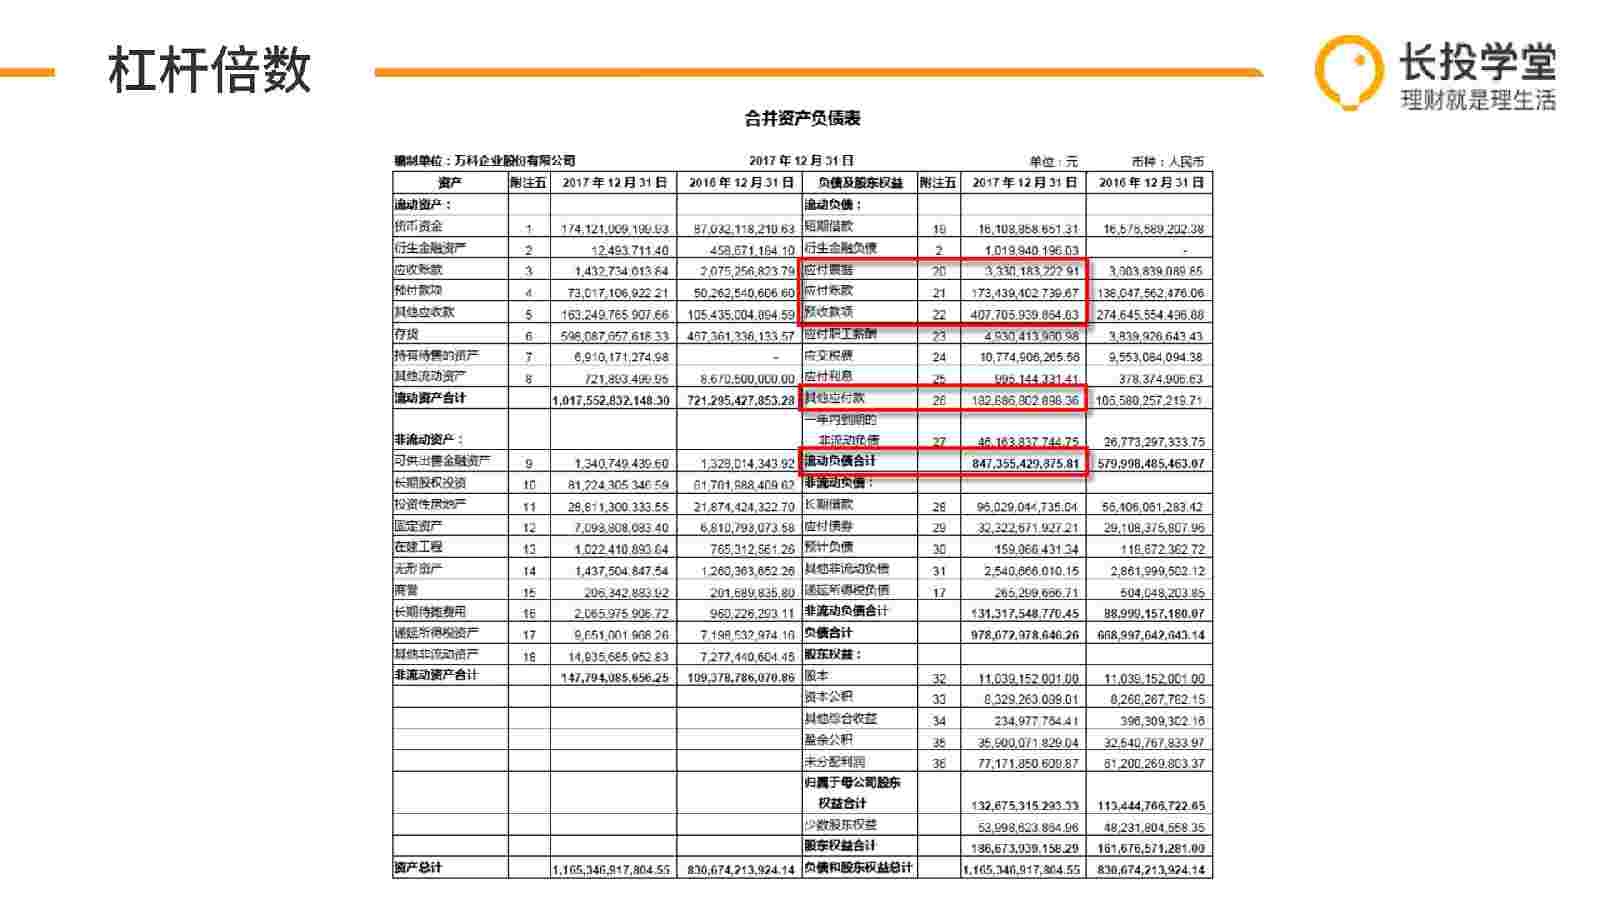 杠杆倍数
长投学堂
理财就是理生活
合并资产负债表
编制单位：万科企业股份有限公司 2017 年 12 月 31 日 单位：元 币种：人民币
资产 附注五 2017 年 12 月 31 日 2016 年 12 月 31 日 负债及股东权益 附注五 2017 年 12 月 31 日 2016 年 12 月 31 日
流动资产： 流动负债：
货币资金 1 174,121,009,199.93 87,032,118,210.63 短期借款 19 16,108,858,651.31 16,576,589,202.38
衍生金融资产 2 12,493,711.40 458,671,164.10 衍生金融负债 2 1,019,940,196.03 -
应收账款 3 1,432,734,013.84 2,075,256,823.79 应付票据 20 3,330,183,222.91 3,603,839,089.85
预付款项 4 73,017,106,922.21 50,262,540,606.60 应付账款 21 173,439,402,739.67 138,047,562,476.06
其他应收款 5 163,249,765,907.66 105,435,004,894.59 预收款项 22 407,705,939,864.83 274,645,554,496.88
存货 6 598,087,657,618.33 467,361,336,133.57 应付职工薪酬 23 4,930,413,960.98 3,839,926,643.43
持有待售的资产 7 6,910,171,274.98 - 应交税费 24 10,774,906,265.56 9,553,084,094.38
其他流动资产 8 721,893,499.95 8,670,500,000.00 应付利息 25 995,144,331.41 378,374,906.63
流动资产合计 1,017,552,832,148.30 721,295,427,853.28 其他应付款 26 182,686,802,898.36 106,580,257,219.71
一年内到期的
非流动资产： 非流动负债 27 46,163,837,744.75 26,773,297,333.75
可供出售金融资产 9 1,340,749,439.60 1,328,014,343.92 流动负债合计 847,355,429,875.81 579,998,485,463.07
长期股权投资 10 81,224,305,346.59 61,701,988,409.62 非流动负债：
投资性房地产 11 28,811,300,333.55 21,874,424,322.70 长期借款 28 96,029,044,735.04 56,406,061,283.42
固定资产 12 7,098,808,083.40 6,810,793,073.58 应付债券 29 32,322,671,927.21 29,108,375,807.96
在建工程 13 1,022,410,893.84 765,312,561.26 预计负债 30 159,866,431.34 118,672,362.72
无形资产 14 1,437,504,847.54 1,260,363,652.26 其他非流动负债 31 2,540,666,010.15 2,861,999,502.12
商誉 15 206,342,883.92 201,689,835.80 递延所得税负债 17 265,299,666.71 504,048,203.85
长期待摊费用 16 2,065,975,906.72 960,226,293.11 非流动负债合计 131,317,548,770.45 88,999,157,180.07
递延所得税资产 17 9,651,001,968.26 7,198,532,974.16 负债合计 978,672,978,646.26 668,997,642,643.14
其他非流动资产 18 14,935,685,952.83 7,277,440,604.45 股东权益：
非流动资产合计 147,794,085,656.25 109,378,786,070.86 股本 32 11,039,152,001.00 11,039,152,001.00
资本公积 33 8,329,263,099.01 8,268,267,782.15
其他综合收益 34 234,977,764.41 396,309,302.16
盈余公积 35 35,900,071,829.04 32,540,767,833.97
未分配利润 36 77,171,850,609.87 61,200,269,803.37
归属于母公司股东
权益合计 132,675,315,293.33 113,444,766,722.65
少数股东权益 53,998,623,864.96 48,231,804,558.35
股东权益合计 186,673,939,158.29 161,676,571,281.00
资产总计 1,165,346,917,804.55 830,674,213,924.14 负债和股东权益总计 1,165,346,917,804.55 830,674,213,924.14